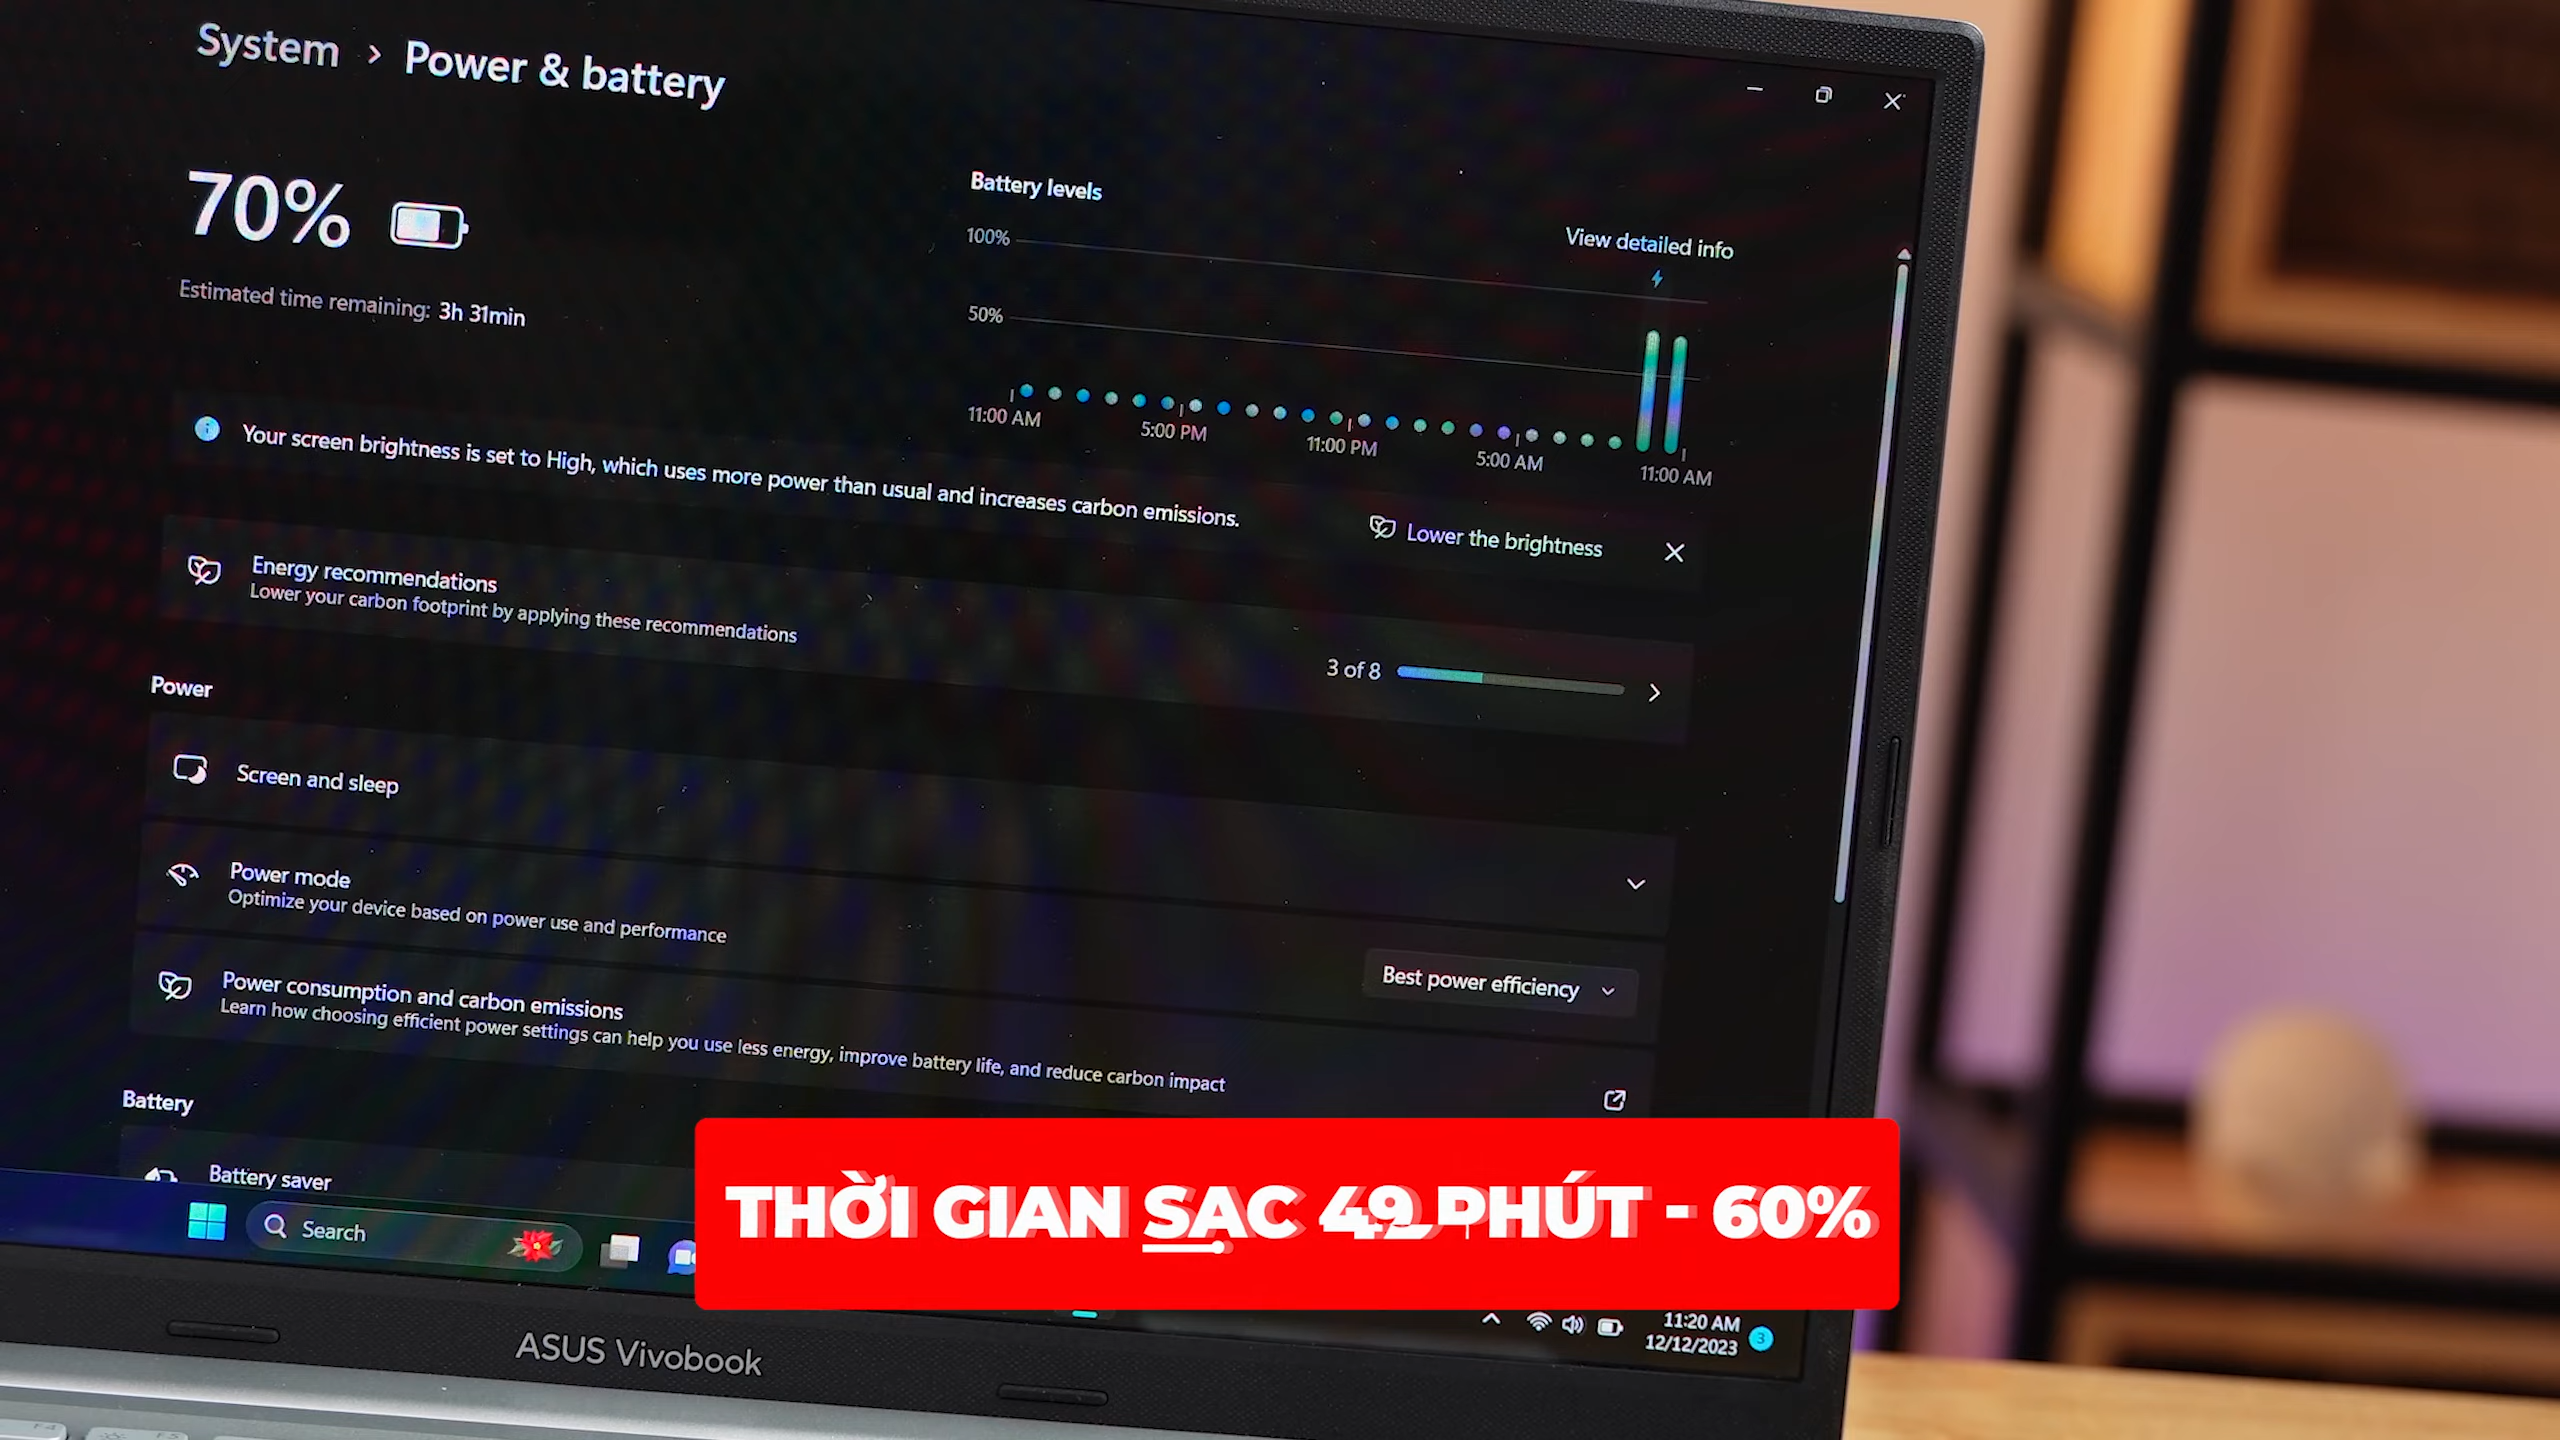 System > Power & battery
70%
Estimated time remaining: 3h 31min
Battery levels
View detailed info
100%
50%
11:00 AM
5:00 PM
11:00 PM
5:00 AM
11:00 AM
Your screen brightness is set to High, which uses more power than usual and increases carbon emissions.
Lower the brightness
Energy recommendations
Lower your carbon footprint by applying these recommendations
3 of 8
Power
Screen and sleep
Power mode
Optimize your device based on power use and performance
Best power efficiency
Power consumption and carbon emissions
Learn how choosing efficient power settings can help you use less energy, improve battery life, and reduce carbon impact
Battery
Battery saver
THỜI GIAN SẠC 49 PHÚT - 60%
Search
11:20 AM
12/12/2023
3
ASUS Vivobook
F4
F5